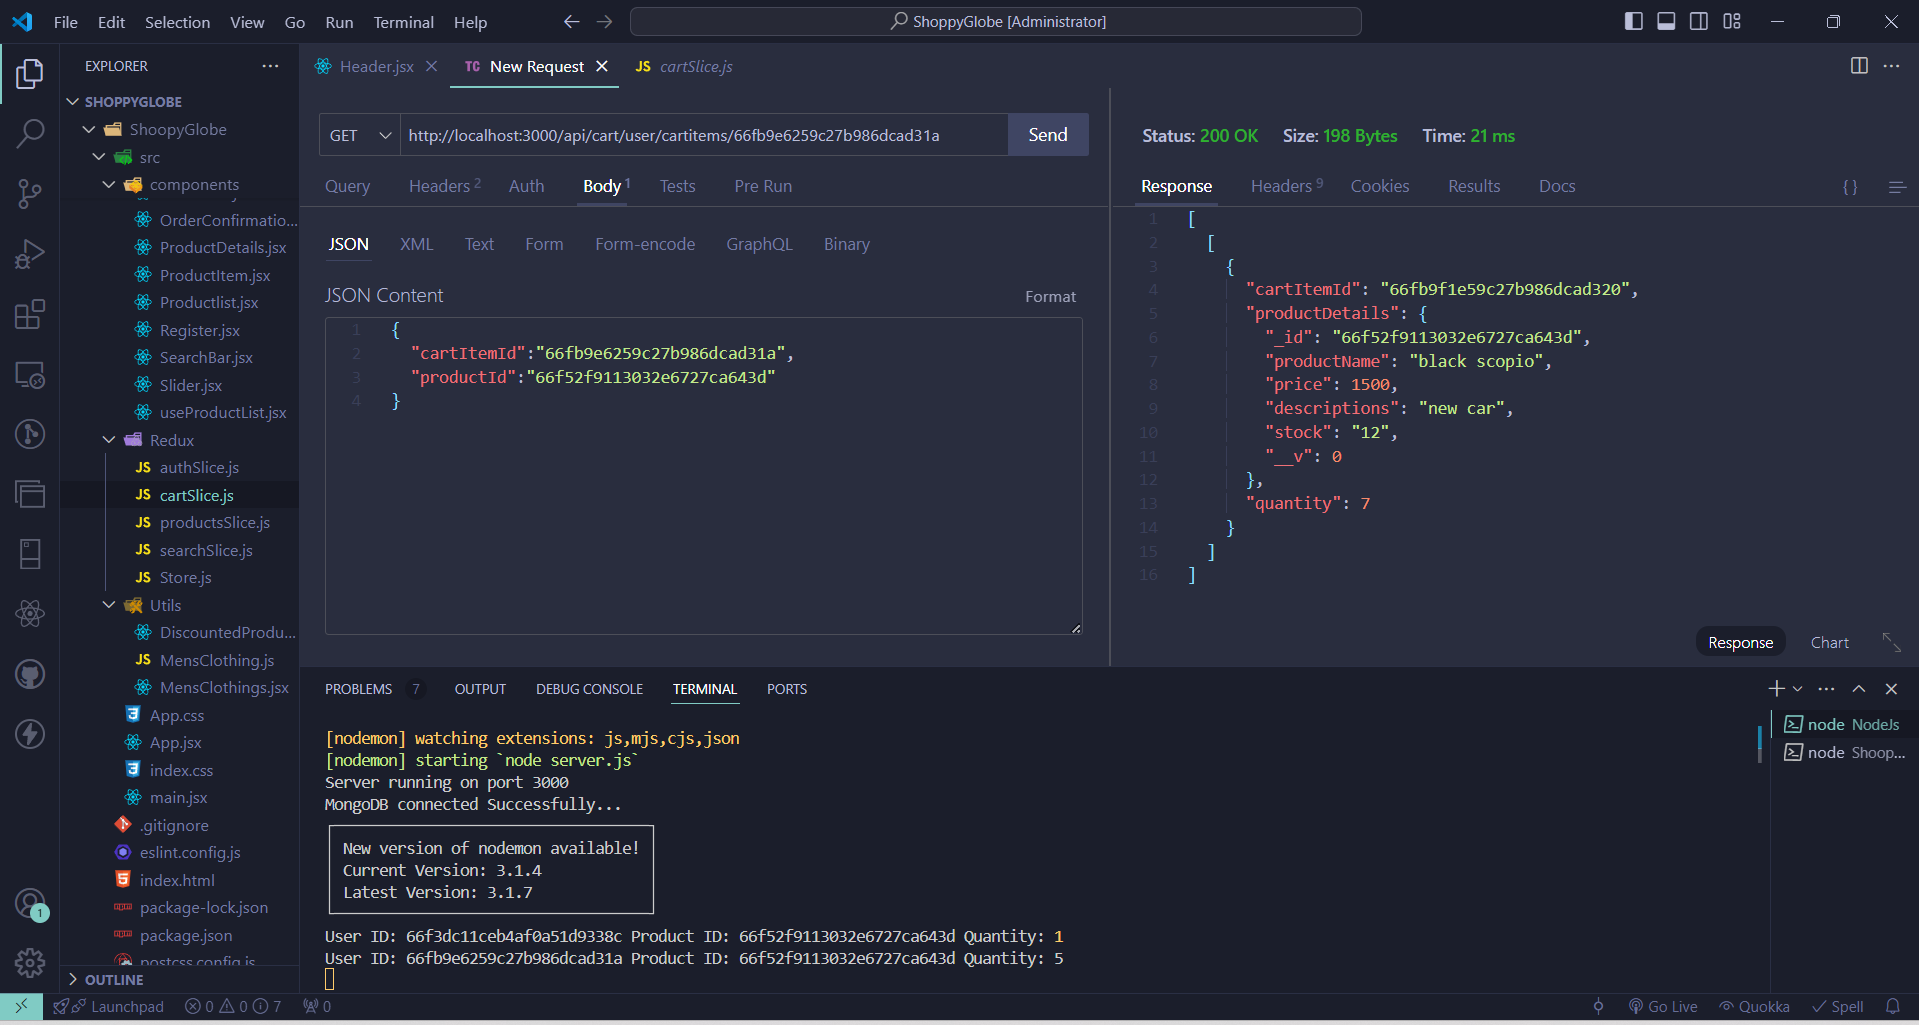 File Edit Selection View Go Run Terminal Help
ShoppyGlobe [Administrator]
EXPLORER
SHOPPYGLOBE
ShoopyGlobe
src
components
OrderConfirmatio...
ProductDetails.jsx
ProductItem.jsx
Productlist.jsx
Register.jsx
SearchBar.jsx
Slider.jsx
useProductList.jsx
Redux
JS authSlice.js
JS cartSlice.js
JS productsSlice.js
JS searchSlice.js
JS Store.js
Utils
DiscountedProdu...
JS MensClothing.js
MensClothings.jsx
App.css
App.jsx
index.css
main.jsx
.gitignore
eslint.config.js
index.html
package-lock.json
package.json
postcss.config.js
OUTLINE
1
Header.jsx TC New Request JS cartSlice.js
GET http://localhost:3000/api/cart/user/cartitems/66fb9e6259c27b986dcad31a Send
Query Headers 2 Auth Body 1 Tests Pre Run
JSON XML Text Form Form-encode GraphQL Binary
JSON Content Format
1 {
2 "cartItemId":"66fb9e6259c27b986dcad31a",
3 "productId":"66f52f9113032e6727ca643d"
4 }
Status: 200 OK Size: 198 Bytes Time: 21 ms
Response Headers 9 Cookies Results Docs { }
1 [
2 [
3 {
4 "cartItemId": "66fb9f1e59c27b986dcad320",
5 "productDetails": {
6 "_id": "66f52f9113032e6727ca643d",
7 "productName": "black scopio",
8 "price": 1500,
9 "descriptions": "new car",
10 "stock": "12",
11 "__v": 0
12 },
13 "quantity": 7
14 }
15 ]
16 ]
Response Chart
PROBLEMS 7 OUTPUT DEBUG CONSOLE TERMINAL PORTS
[nodemon] watching extensions: js,mjs,cjs,json
[nodemon] starting `node server.js`
Server running on port 3000
MongoDB connected Successfully...
New version of nodemon available!
Current Version: 3.1.4
Latest Version: 3.1.7
User ID: 66f3dc11ceb4af0a51d9338c Product ID: 66f52f9113032e6727ca643d Quantity: 1
User ID: 66fb9e6259c27b986dcad31a Product ID: 66f52f9113032e6727ca643d Quantity: 5
node NodeJs
node Shoop...
Launchpad 0 0 7 0 Go Live Quokka Spell